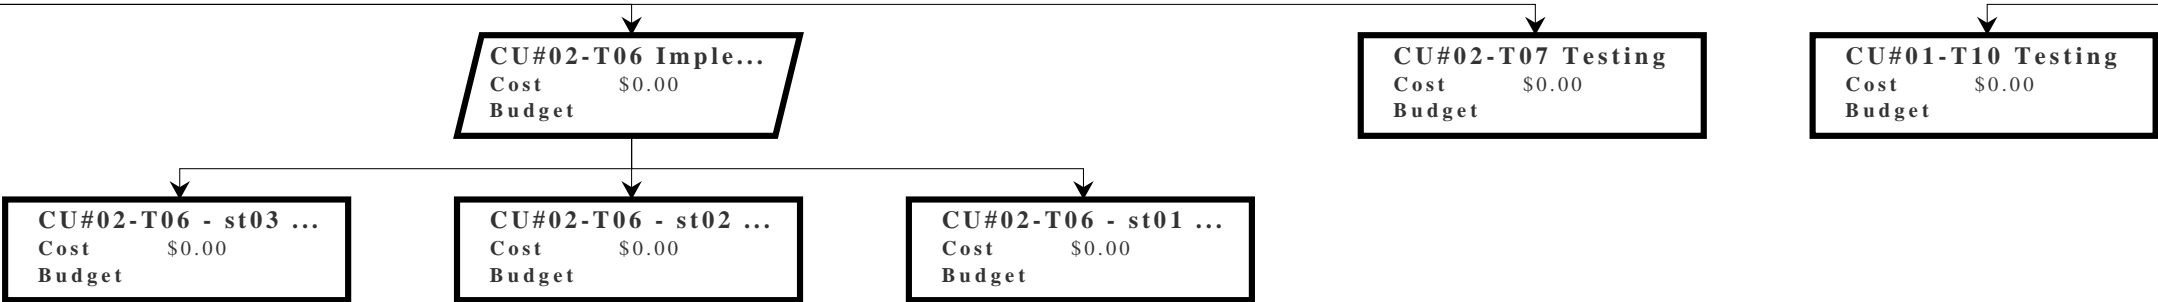 CU#02-T06 Imple...
Cost $0.00
Budget
CU#02-T07 Testing
Cost $0.00
Budget
CU#01-T10 Testing
Cost $0.00
Budget
CU#02-T06 - st03 ...
Cost $0.00
Budget
CU#02-T06 - st02 ...
Cost $0.00
Budget
CU#02-T06 - st01 ...
Cost $0.00
Budget